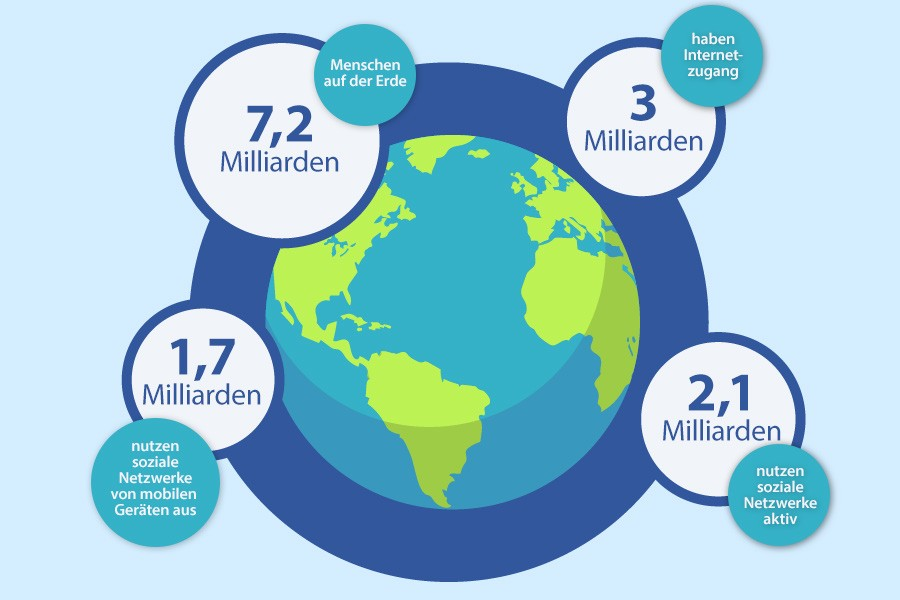 7,2
Milliarden
Menschen
auf der Erde
3
Milliarden
haben
Internet-
zugang
1,7
Milliarden
nutzen
soziale
Netzwerke
von mobilen
Geräten aus
2,1
Milliarden
nutzen
soziale
Netzwerke
aktiv